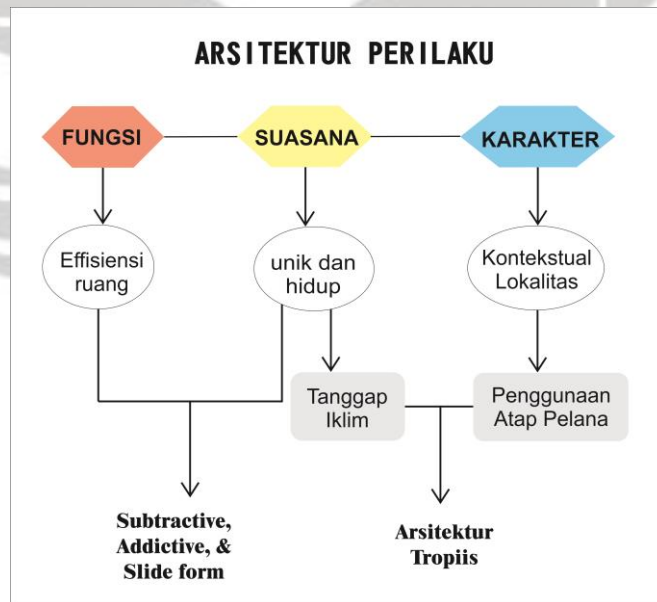 ARSITEKTUR PERILAKU
FUNGSI
SUASANA
KARAKTER
Effisiensi
ruang
unik dan
hidup
Kontekstual
Lokalitas
Tanggap
Iklim
Penggunaan
Atap Pelana
Subtractive,
Addictive, &
Slide form
Arsitektur
Tropiis